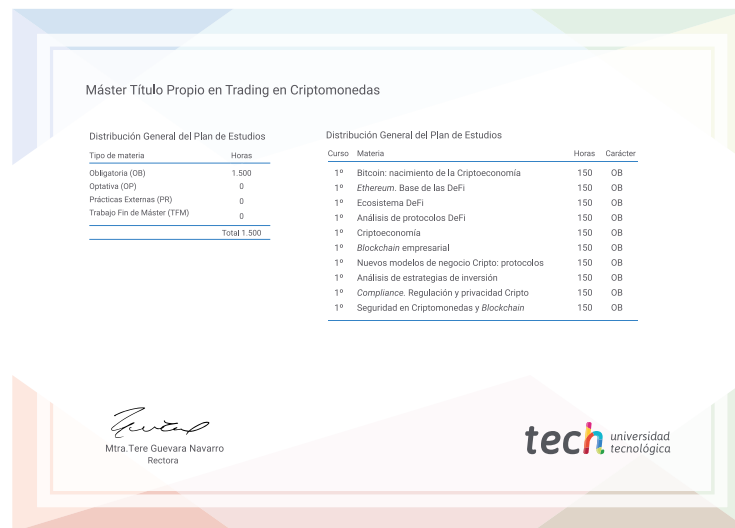 Máster Título Propio en Trading en Criptomonedas
Distribución General del Plan de Estudios
Tipo de materia Horas
Obligatoria (OB) 1.500
Optativa (OP) 0
Prácticas Externas (PR) 0
Trabajo Fin de Máster (TFM) 0
Total 1.500
Distribución General del Plan de Estudios
Curso Materia Horas Carácter
1º Bitcoin: nacimiento de la Criptoeconomía 150 OB
1º Ethereum. Base de las DeFi 150 OB
1º Ecosistema DeFi 150 OB
1º Análisis de protocolos DeFi 150 OB
1º Criptoeconomía 150 OB
1º Blockchain empresarial 150 OB
1º Nuevos modelos de negocio Cripto: protocolos 150 OB
1º Análisis de estrategias de inversión 150 OB
1º Compliance. Regulación y privacidad Cripto 150 OB
1º Seguridad en Criptomonedas y Blockchain 150 OB
Mtra.Tere Guevara Navarro
Rectora
tech universidad
tecnológica